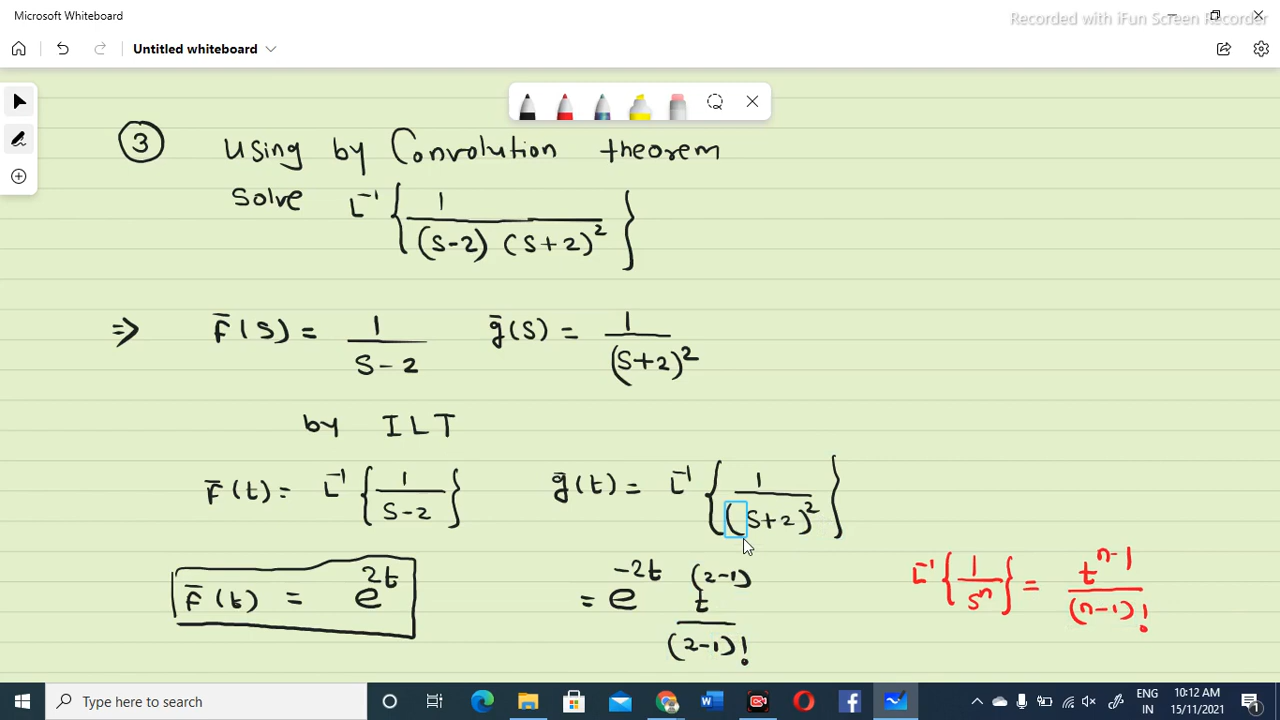 Microsoft Whiteboard
Recorded with iFun Screen Recorder
Untitled whiteboard
③ Using by Convolution theorem
Solve L⁻¹ { 1 / (S-2) (S+2)² }
⇒ F̄(S) = 1 / S-2   ḡ(S) = 1 / (S+2)²
by ILT
F̄(t) = L⁻¹ { 1 / S-2 }   ḡ(t) = L⁻¹ { 1 / (S+2)² }
F̄(t) = e^2t   = e^-2t t^(2-1) / (2-1)!   L⁻¹ { 1 / sⁿ } = t^n-1 / (n-1)!
Type here to search
ENG
IN
10:12 AM
15/11/2021